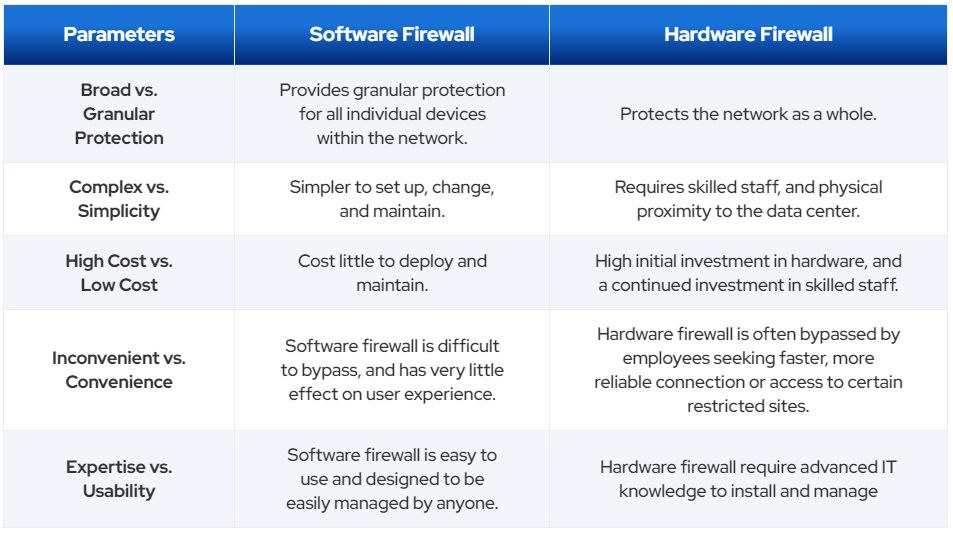 Parameters
Software Firewall
Hardware Firewall
Broad vs.
Granular
Protection
Provides granular protection
for all individual devices
within the network.
Protects the network as a whole.
Complex vs.
Simplicity
Simpler to set up, change,
and maintain.
Requires skilled staff, and physical
proximity to the data center.
High Cost vs.
Low Cost
Cost little to deploy and
maintain.
High initial investment in hardware, and
a continued investment in skilled staff.
Inconvenient vs.
Convenience
Software firewall is difficult
to bypass, and has very little
effect on user experience.
Hardware firewall is often bypassed by
employees seeking faster, more
reliable connection or access to certain
restricted sites.
Expertise vs.
Usability
Software firewall is easy to
use and designed to be
easily managed by anyone.
Hardware firewall require advanced IT
knowledge to install and manage